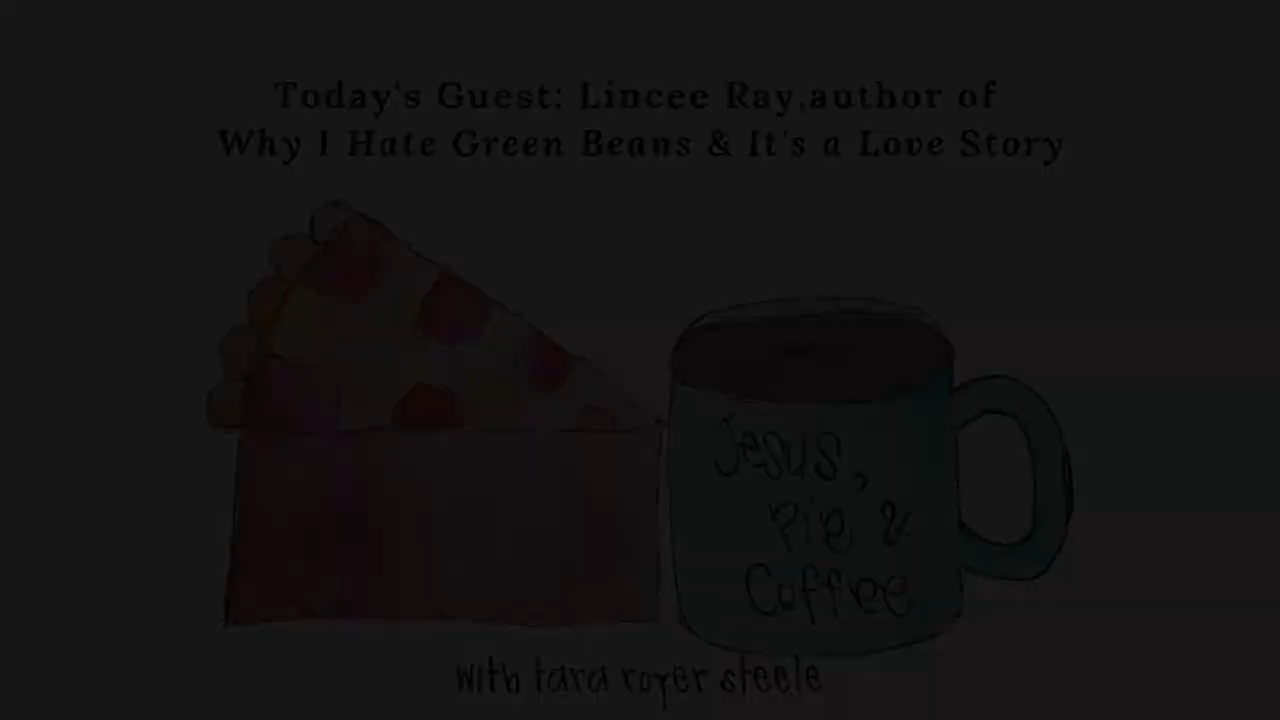 Today's Guest: Lincee Ray,author of
Why I Hate Green Beans & It's a Love Story
Jesus,
Pie &
Coffee
with tara royer steele